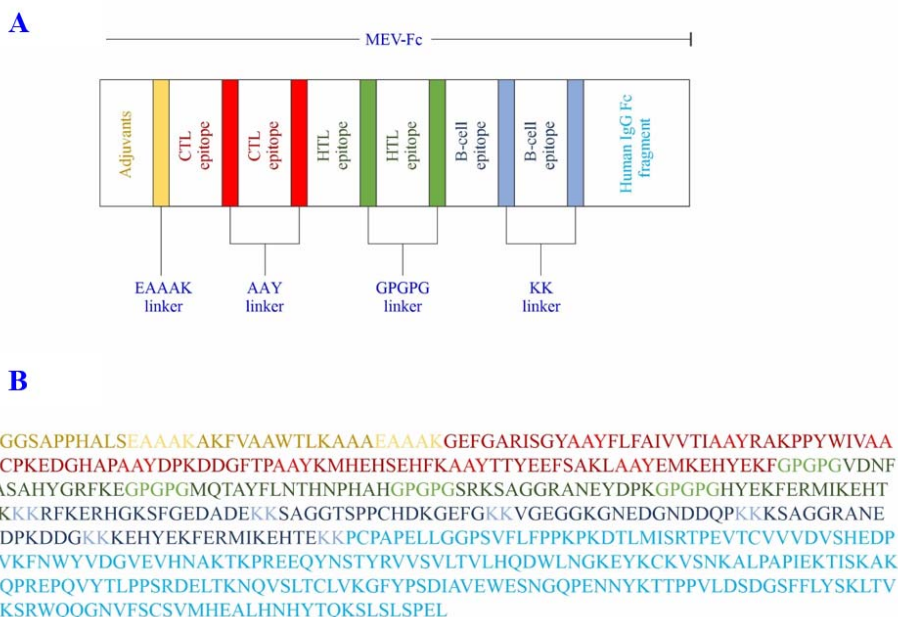 A
MEV-Fc
Adjuvants
CTL
epitope
CTL
epitope
HTL
epitope
HTL
epitope
B-cell
epitope
B-cell
epitope
Human IgG Fc
fragment
EAAAK
linker
AAY
linker
GPGPG
linker
KK
linker
B
GGSAPPHALSEAAAKAKFVAAWTLKAAAEAAAKGEFGARISGYAAYFLFAIVVTIAAYRAKPPYWIVAA
CPKEDGHAPAAYDPKDDGFTPAAYKMHEHSEHFKAAYTTYEEFSAKLAAYEMKEHYEKFGPGPGVDNF
ASAHYGRFKEGPGPGMQTAYFLNTHNPHAHGPGPGSRKSAGGRANEYDPKGPGPGHYEKFERMIKEHT
KKKRFKERHGKSFGEDADEKKSAGGTSPPCHDKGEFGKKVGEGGKGNEDGNDDQPKKKSAGGRANE
DPKDDGKKKEHYEKFERMIKEHTEKKPCPAPELLGGPSVFLFPPKPKDTLMISRTPEVTCVVVDVSHEDP
VKFNWYVDGVEVHNAKTKPREEQYNSTYRVVSVLTVLHQDWLNGKEYKCKVSNKALPAPIEKTISKAK
QPREPQVYTLPPSRDELTKNQVSLTCLVKGFYPSDIAVEWESNGQPENNYKTTPPVLDSDGSFFLYSKLTV
KSRWQQGNVFSCSVMHEALHNHYTQKSLSLSPEL